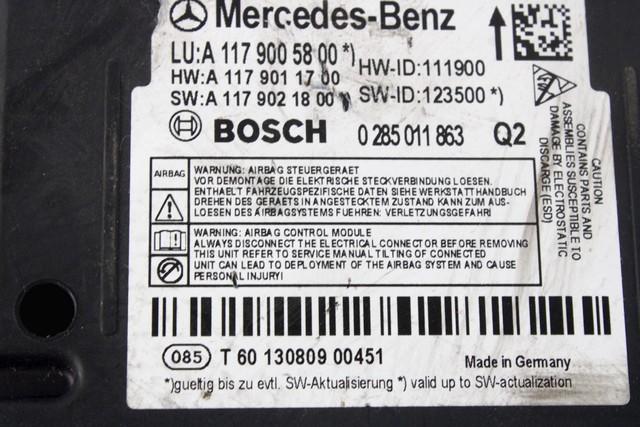 Mercedes-Benz
LU:A 117 900 58 00 *)
HW:A 117 901 17 00 HW-ID:111900
SW:A 117 902 18 00 SW-ID:123500 *)
BOSCH 0 285 011 863 Q2
CAUTION
CONTAINS PARTS AND
ASSEMBLIES SUSCEPTIBLE TO
DAMAGE BY ELECTROSTATIC
DISCHARGE (ESD)
AIRBAG
WARNUNG: AIRBAG STEUERGERAET
VOR DEMONTAGE DIE ELEKTRISCHE STECKVERBINDUNG LOESEN.
ENTHAELT FAHRZEUGSPEZIFISCHE DATEN SIEHE WERKSTATTHANDBUCH
DREHEN DES GERAETS IN ANGESTECKTEM ZUSTAND KANN ZUM AUS-
LOESEN DES AIRBAGSYSTEMS FUEHREN: VERLETZUNGSGEFAHR!
WARNING: AIRBAG CONTROL MODULE
ALWAYS DISCONNECT THE ELECTRICAL CONNECTOR BEFORE REMOVING
THIS UNIT REFER TO SERVICE MANUAL TILTING OF CONNECTED
UNIT CAN LEAD TO DEPLOYMENT OF THE AIRBAG SYSTEM AND CAUSE
PERSONAL INJURY!
085 T 60 130809 00451 Made in Germany
*)gueltig bis zu evtl. SW-Aktualisierung *) valid up to SW-actualization